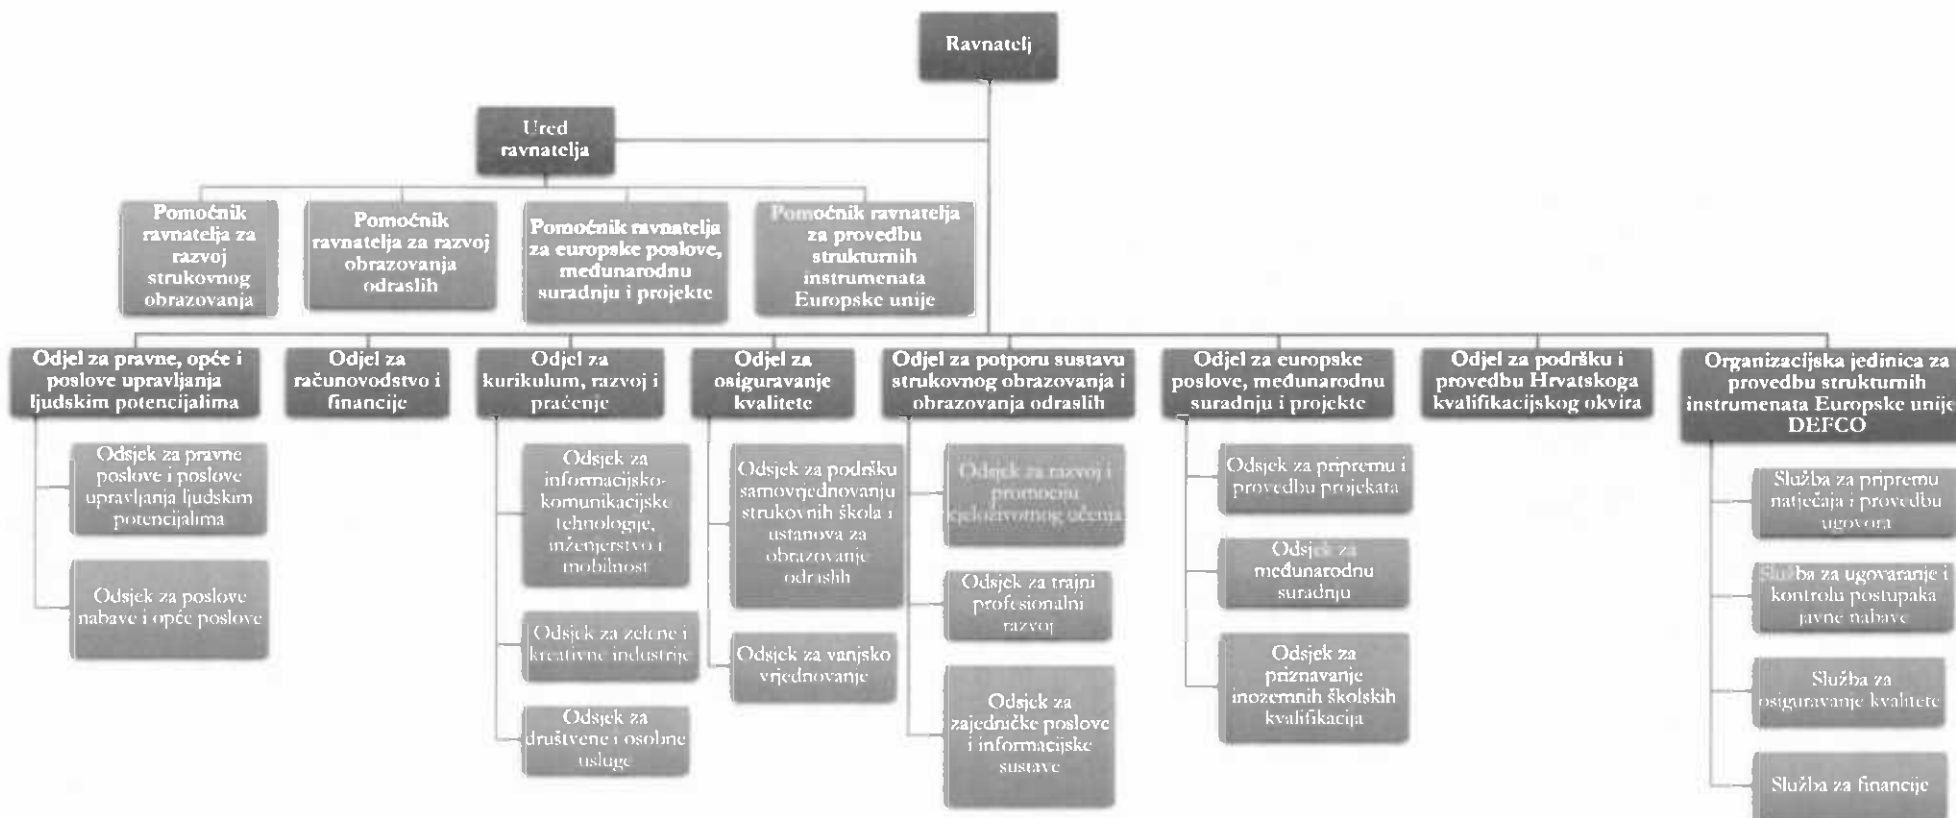 Ravnatelj
Ured
ravnatelja
Pomoćnik
ravnatelja za
razvoj
strukovnog
obrazovanja
Pomoćnik
ravnatelja za razvoj
obrazovanja
odraslih
Pomoćnik ravnatelja
za europske poslove,
međunarodnu
suradnju i projekte
Pomoćnik ravnatelja
za provedbu
strukturnih
instrumenata
Europske unije
Odjel za pravne, opće i
poslove upravljanja
ljudskim potencijalima
Odjel za
računovodstvo i
financije
Odjel za
kurikulum, razvoj i
praćenje
Odjel za
osiguravanje
kvalitete
Odjel za potporu sustavu
strukovnog obrazovanja i
obrazovanja odraslih
Odjel za europske
poslove, međunarodnu
suradnju i projekte
Odjel za podršku i
provedbu Hrvatskoga
kvalifikacijskog okvira
Organizacijska jedinica za
provedbu strukturnih
instrumenata Europske unije
DEFCO
Odsjek za pravne
poslove i poslove
upravljanja ljudskim
potencijalima
Odsjek za poslove
nabave i opće poslove
Odsjek za
informacijsko-
komunikacijske
tehnologije,
inženjerstvo i
mobilnost
Odsjek za zelene i
kreativne industrije
Odsjek za
društvene i osobne
usluge
Odsjek za podršku
samovrjednovanju
strukovnih škola i
ustanova za
obrazovanje
odraslih
Odsjek za vanjsko
vrjednovanje
Odsjek za razvoj i
promociju
cjeloživotnog učenja
Odsjek za trajni
profesionalni
razvoj
Odsjek za
zajedničke poslove
i informacijske
sustave
Odsjek za pripremu i
provedbu projekata
Odsjek za
međunarodnu
suradnju
Odsjek za
priznavanje
inozemnih školskih
kvalifikacija
Služba za pripremu
natječaja i provedbu
ugovora
Služba za ugovaranje i
kontrolu postupaka
javne nabave
Služba za
osiguravanje kvalitete
Služba za financije